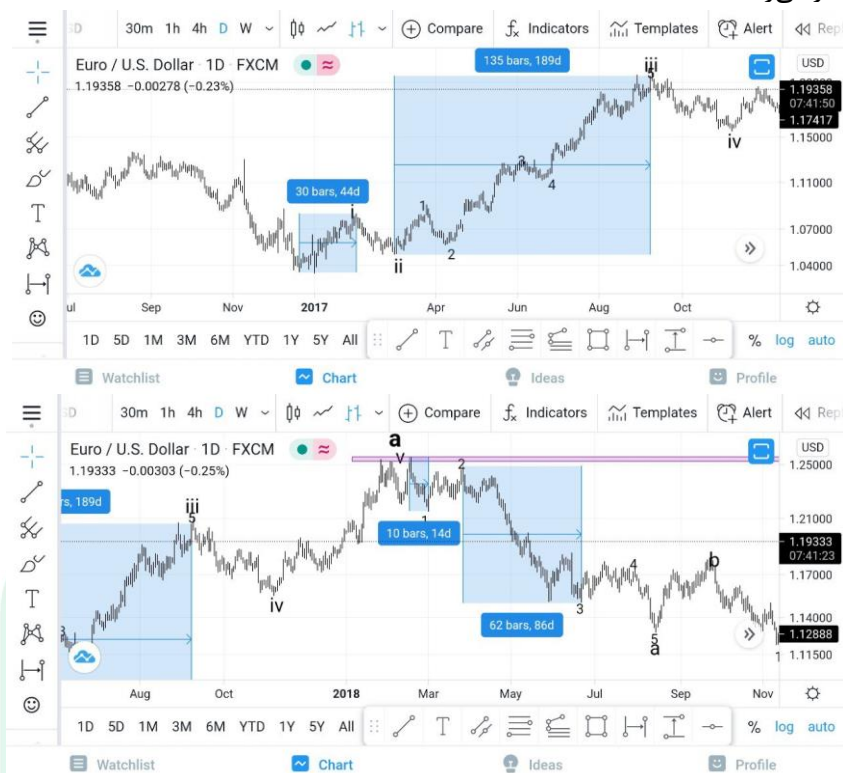 D 30m 1h 4h D W Compare fx Indicators Templates Alert Rep
Euro / U.S. Dollar · 1D · FXCM
1.19358 −0.00278 (−0.23%)
135 bars, 189d
30 bars, 44d
i
ii
1
2
3
4
5
iii
iv
USD
1.19358
07:41:50
1.17417
1.15000
1.11000
1.07000
1.04000
ul Sep Nov 2017 Apr Jun Aug Oct
1D 5D 1M 3M 6M YTD 1Y 5Y All T % log auto
Watchlist Chart Ideas Profile
D 30m 1h 4h D W Compare fx Indicators Templates Alert Rep
Euro / U.S. Dollar · 1D · FXCM
1.19333 −0.00303 (−0.25%)
rs, 189d
iii
5
iv
a
v
1
2
10 bars, 14d
62 bars, 86d
3
4
5
a
b
1
USD
1.25000
1.21000
1.19333
07:41:23
1.17000
1.14000
1.12888
1.11500
Aug Oct 2018 Mar May Jul Sep Nov
1D 5D 1M 3M 6M YTD 1Y 5Y All T % log auto
Watchlist Chart Ideas Profile